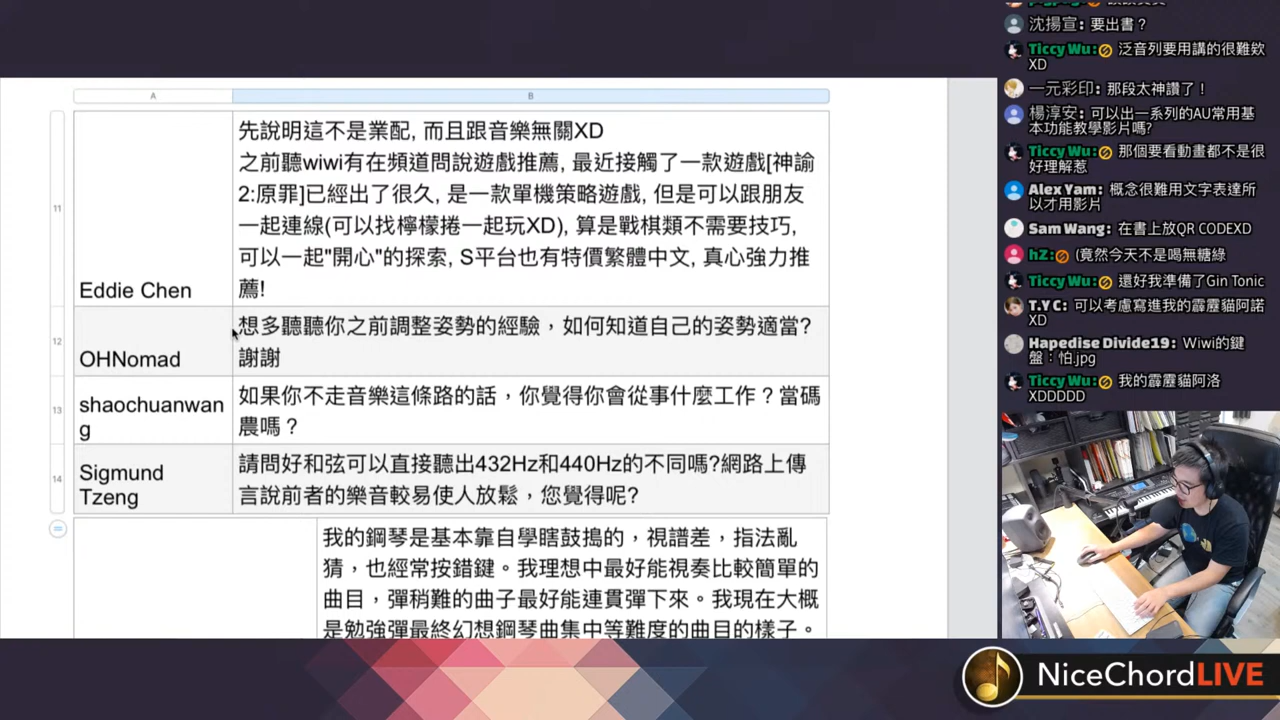 A
B
11
Eddie Chen
先說明這不是業配, 而且跟音樂無關XD
之前聽wiwi有在頻道問說遊戲推薦, 最近接觸了一款遊戲[神諭
2:原罪]已經出了很久, 是一款單機策略遊戲, 但是可以跟朋友
一起連線(可以找檸檬捲一起玩XD), 算是戰棋類不需要技巧,
可以一起"開心"的探索, S平台也有特價繁體中文, 真心強力推
薦!
12
OHNomad
想多聽聽你之前調整姿勢的經驗，如何知道自己的姿勢適當?
謝謝
13
shaochuanwan
g
如果你不走音樂這條路的話，你覺得你會從事什麼工作？當碼
農嗎？
14
Sigmund
Tzeng
請問好和弦可以直接聽出432Hz和440Hz的不同嗎?網路上傳
言說前者的樂音較易使人放鬆，您覺得呢?
我的鋼琴是基本靠自學瞎鼓搗的，視譜差，指法亂
猜，也經常按錯鍵。我理想中最好能視奏比較簡單的
曲目，彈稍難的曲子最好能連貫彈下來。我現在大概
是勉強彈最終幻想鋼琴曲集中等難度的曲目的樣子。
沈揚宣: 要出書？
Ticcy Wu: 泛音列要用講的很難欸
XD
一元彩印: 那段太神讚了！
楊淳安: 可以出一系列的AU常用基
本功能教學影片嗎?
Ticcy Wu: 那個要看動畫都不是很
好理解惹
Alex Yam: 概念很難用文字表達所
以才用影片
Sam Wang: 在書上放QR CODEXD
hZ: (竟然今天不是喝無糖綠
Ticcy Wu: 還好我準備了Gin Tonic
T.Y C: 可以考慮寫進我的霹靂貓阿諾
XD
Hapedise Divide19: Wiwi的鍵
盤：怕.jpg
Ticcy Wu: 我的霹靂貓阿洛
XDDDDD
NiceChordLIVE